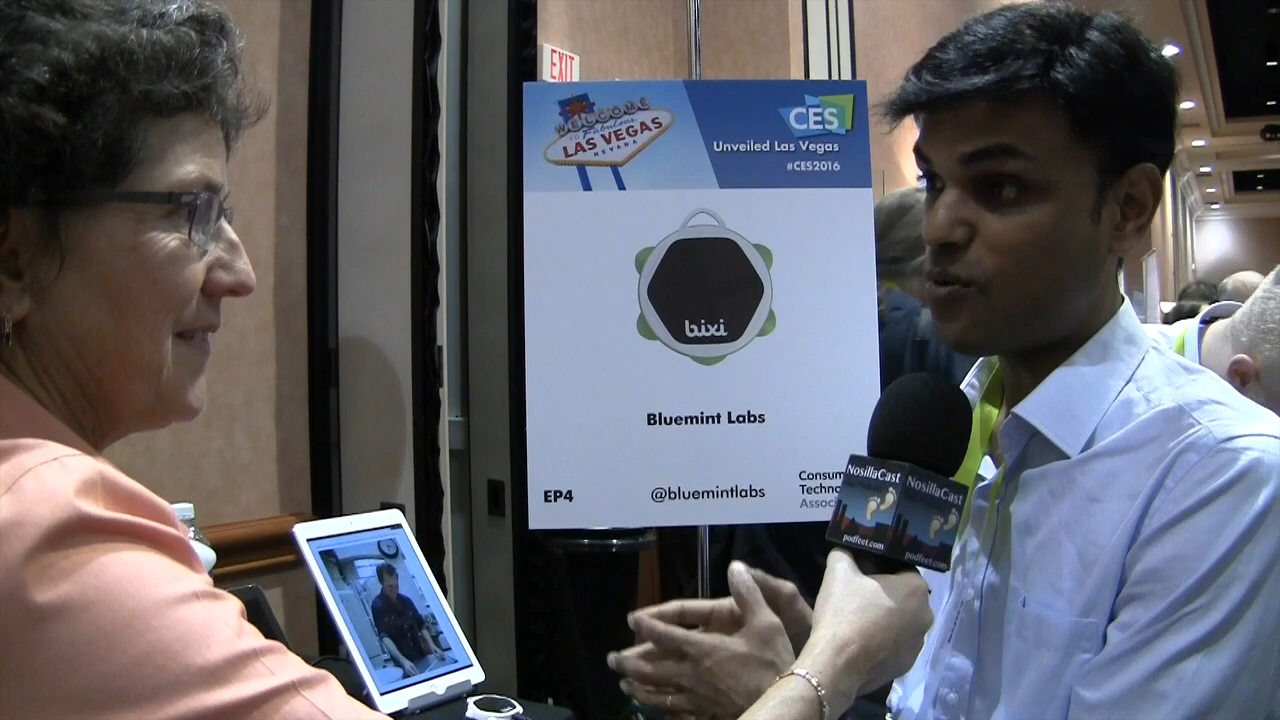 EXIT
WELCOME
TO Fabulous
LAS VEGAS
NEVADA
CES
Unveiled Las Vegas
#CES2016
bixi
Bluemint Labs
EP4
@bluemintlabs
Consum
Techno
Associ
NosillaCast
podfeet.com
NosillaCast
podfeet.com